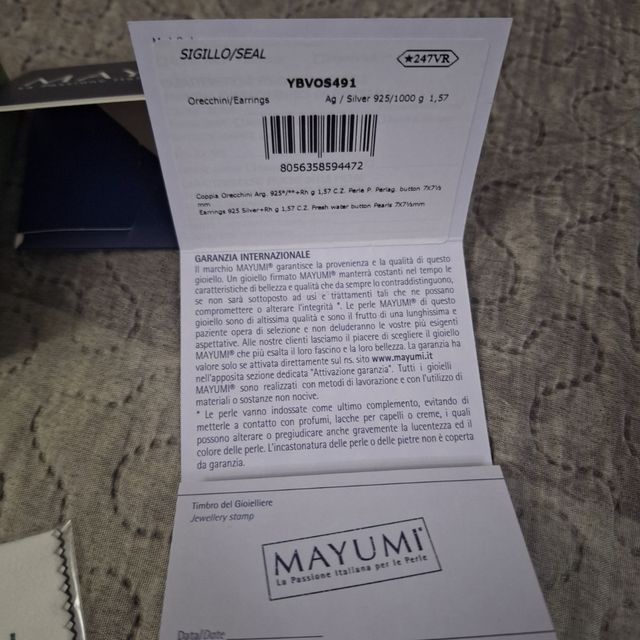 MAYUMI
SIGILLO/SEAL
★247VR
YBVOS491
Orecchini/Earrings Ag / Silver 925/1000 g 1,57
8056358594472
Coppia Orecchini Arg. 925°/°°+Rh g 1,57 C.Z. Perle P. Perlag. button 7X7½
mm
Earrings 925 Silver+Rh g 1,57 C.Z. Fresh water button Pearls 7X7½mm
GARANZIA INTERNAZIONALE
Il marchio MAYUMI® garantisce la provenienza e la qualità di questo
gioiello. Un gioiello firmato MAYUMI® manterrà costanti nel tempo le
caratteristiche di bellezza e qualità che da sempre lo contraddistinguono,
se non sarà sottoposto ad usi e trattamenti tali che ne possano
compromettere o alterare l'integrità *. Le perle MAYUMI® di questo
gioiello sono di altissima qualità e sono il frutto di una lunghissima e
paziente opera di selezione e non deluderanno le vostre più esigenti
aspettative. Alle nostre clienti lasciamo il piacere di scegliere il gioiello
MAYUMI® che più esalta il loro fascino e la loro bellezza. La garanzia ha
valore solo se attivata direttamente sul ns. sito www.mayumi.it
nell'apposita sezione dedicata "Attivazione garanzia". Tutti i gioielli
MAYUMI® sono realizzati con metodi di lavorazione e con l'utilizzo di
materiali o sostanze non nocive.
* Le perle vanno indossate come ultimo complemento, evitando di
metterle a contatto con profumi, lacche per capelli o creme, i quali
possono alterare o pregiudicare anche gravemente la lucentezza ed il
colore delle perle. L'incastonatura delle perle o delle pietre non è coperta
da garanzia.
Timbro del Gioielliere
Jewellery stamp
MAYUMI
La Passione Italiana per le Perle
Data/Date